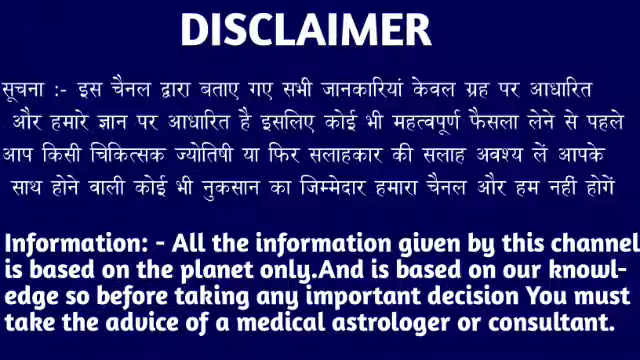 DISCLAIMER
सूचना :- इस चैनल द्वारा बताए गए सभी जानकारियां केवल ग्रह पर आधारित
और हमारे ज्ञान पर आधारित है इसलिए कोई भी महत्वपूर्ण फैसला लेने से पहले
आप किसी चिकित्सक ज्योतिषी या फिर सलाहकार की सलाह अवश्य लें आपके
साथ होने वाली कोई भी नुकसान का जिम्मेदार हमारा चैनल और हम नहीं होगें
Information: - All the information given by this channel
is based on the planet only.And is based on our knowl-
edge so before taking any important decision You must
take the advice of a medical astrologer or consultant.